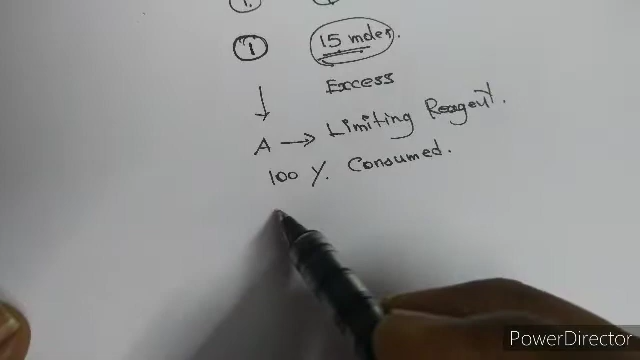 1 15 moles.
Excess
A → Limiting Reagent.
100 %. Consumed.
PowerDirector